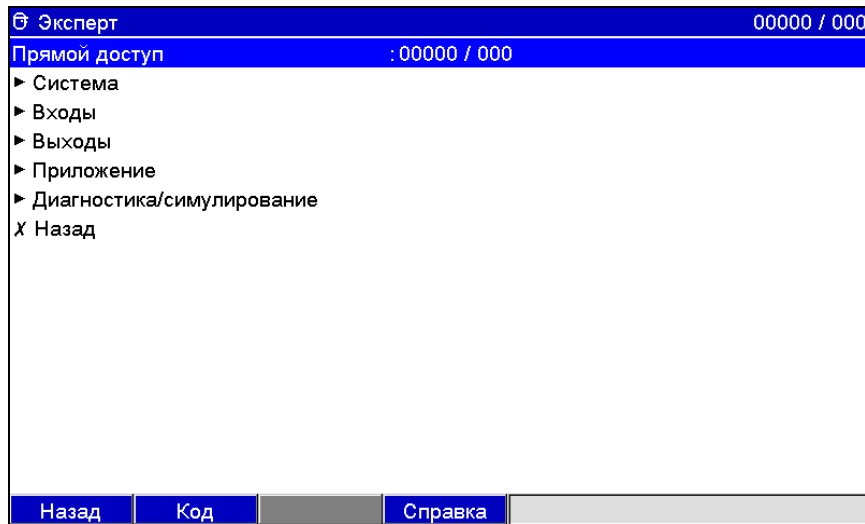 Эксперт 00000 / 000
Прямой доступ : 00000 / 000
► Система
► Входы
► Выходы
► Приложение
► Диагностика/симулирование
✗ Назад
Назад Код Справка